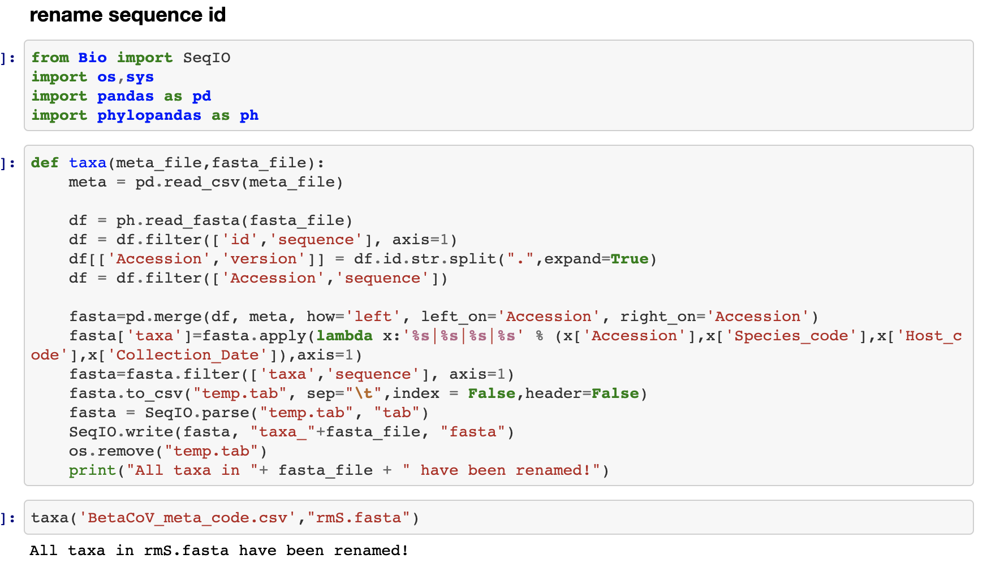 rename sequence id
]:
from Bio import SeqIO
import os,sys
import pandas as pd
import phylopandas as ph
]:
def taxa(meta_file,fasta_file):
    meta = pd.read_csv(meta_file)
    df = ph.read_fasta(fasta_file)
    df = df.filter(['id','sequence'], axis=1)
    df[['Accession','version']] = df.id.str.split(".",expand=True)
    df = df.filter(['Accession','sequence'])
    fasta=pd.merge(df, meta, how='left', left_on='Accession', right_on='Accession')
    fasta['taxa']=fasta.apply(lambda x:'%s|%s|%s|%s' % (x['Accession'],x['Species_code'],x['Host_c
ode'],x['Collection_Date']),axis=1)
    fasta=fasta.filter(['taxa','sequence'], axis=1)
    fasta.to_csv("temp.tab", sep="\t",index = False,header=False)
    fasta = SeqIO.parse("temp.tab", "tab")
    SeqIO.write(fasta, "taxa_"+fasta_file, "fasta")
    os.remove("temp.tab")
    print("All taxa in "+ fasta_file + " have been renamed!")
]:
taxa('BetaCoV_meta_code.csv',"rmS.fasta")
All taxa in rmS.fasta have been renamed!